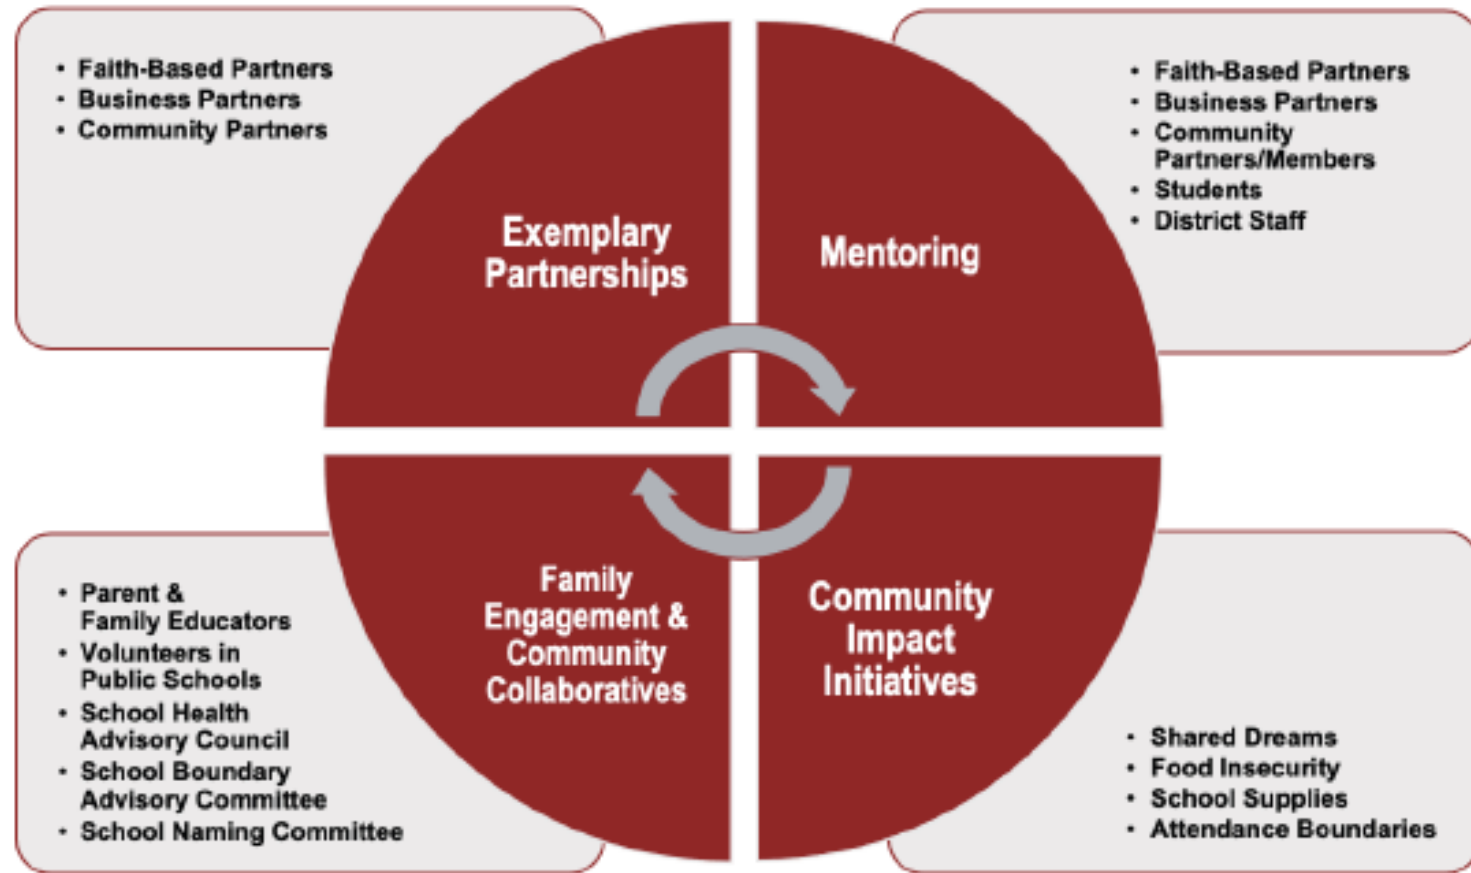 • Faith-Based Partners
• Business Partners
• Community Partners
Exemplary
Partnerships
Mentoring
• Faith-Based Partners
• Business Partners
• Community
Partners/Members
• Students
• District Staff
• Parent &
Family Educators
• Volunteers in
Public Schools
• School Health
Advisory Council
• School Boundary
Advisory Committee
• School Naming Committee
Family
Engagement &
Community
Collaboratives
Community
Impact
Initiatives
• Shared Dreams
• Food Insecurity
• School Supplies
• Attendance Boundaries